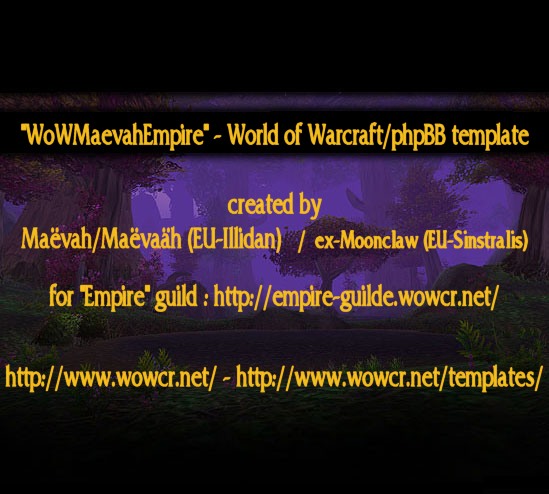 "WoWMaevahEmpire" - World of Warcraft/phpBB template
created by
Maëvah/Maëvaäh (EU-Illidan) / ex-Moonclaw (EU-Sinstralis)
for "Empire" guild : http://empire-guilde.wowcr.net/
http://www.wowcr.net/ - http://www.wowcr.net/templates/